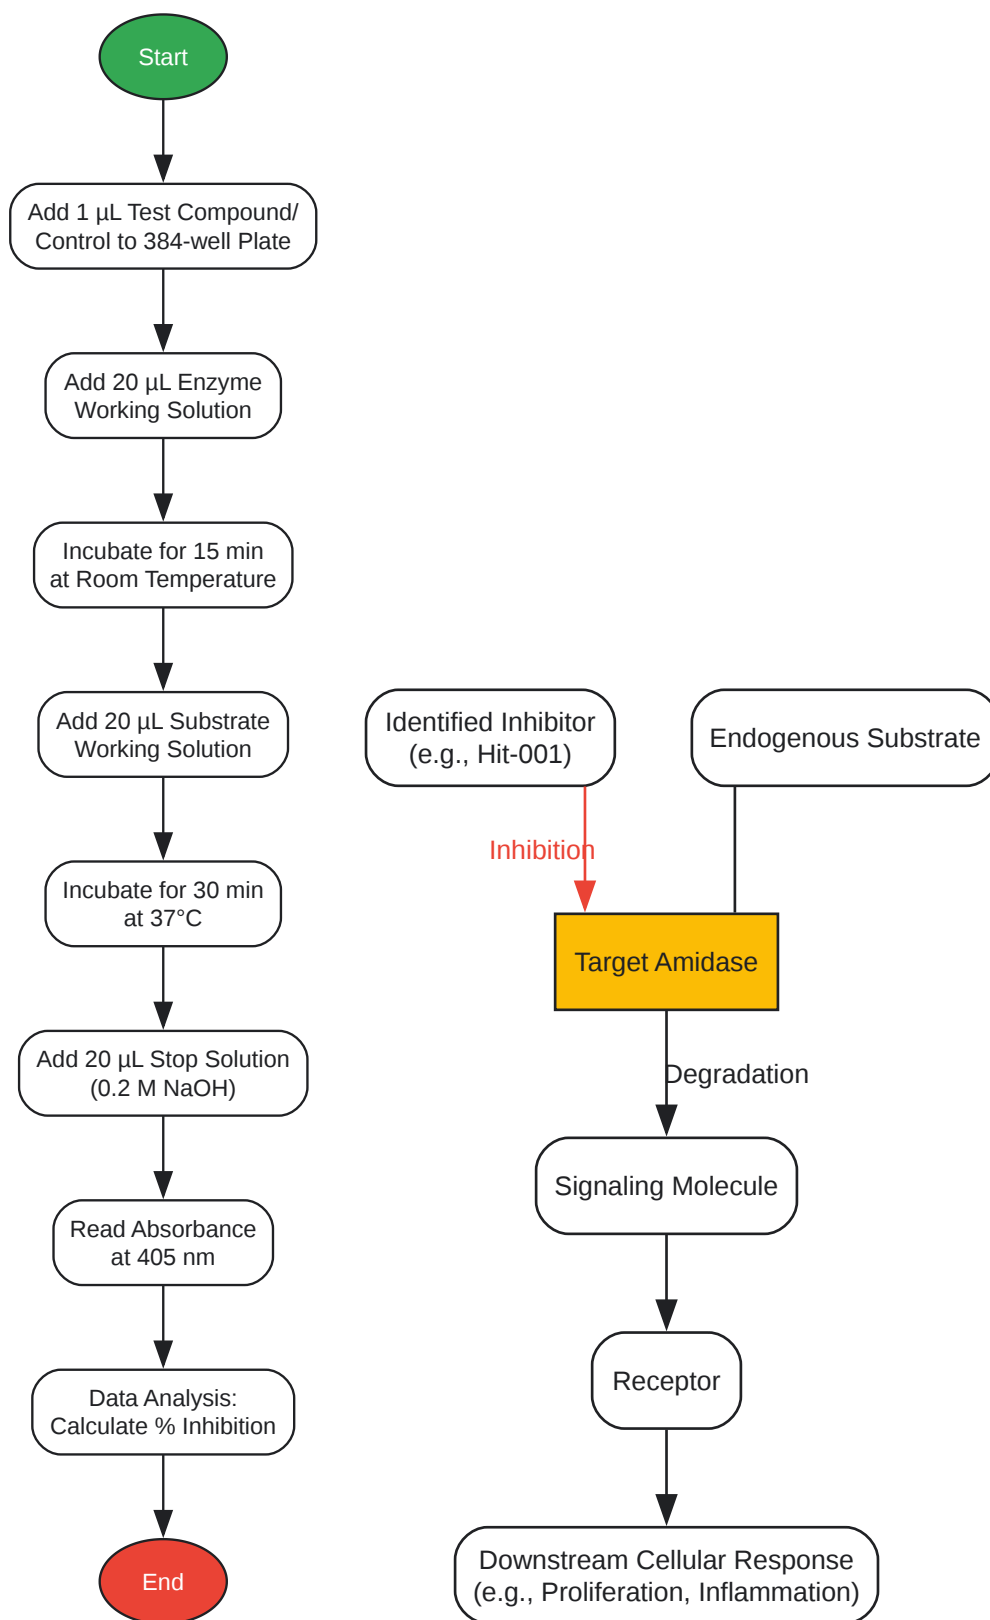 Start
Add 1 µL Test Compound/
Control to 384-well Plate
Add 20 µL Enzyme
Working Solution
Incubate for 15 min
at Room Temperature
Add 20 µL Substrate
Working Solution
Incubate for 30 min
at 37°C
Add 20 µL Stop Solution
(0.2 M NaOH)
Read Absorbance
at 405 nm
Data Analysis:
Calculate % Inhibition
End
Identified Inhibitor
(e.g., Hit-001)
Endogenous Substrate
Inhibition
Target Amidase
Degradation
Signaling Molecule
Receptor
Downstream Cellular Response
(e.g., Proliferation, Inflammation)